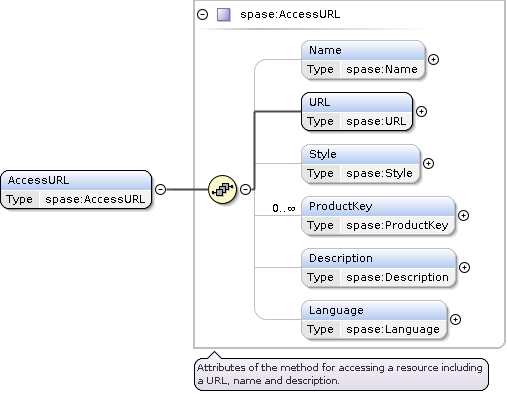 spase:AccessURL
Name
Type spase:Name
URL
Type spase:URL
Style
Type spase:Style
AccessURL
Type spase:AccessURL
0..∞
ProductKey
Type spase:ProductKey
Description
Type spase:Description
Language
Type spase:Language
Attributes of the method for accessing a resource including
a URL, name and description.